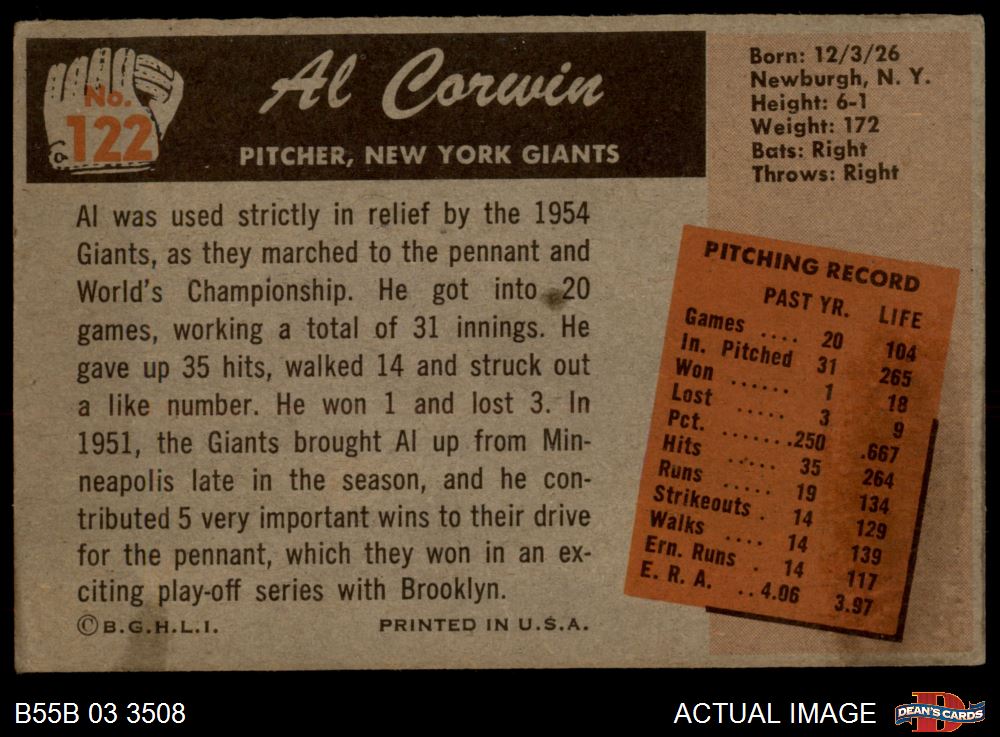 No.
122
Al Corwin
PITCHER, NEW YORK GIANTS
Born: 12/3/26
Newburgh, N. Y.
Height: 6-1
Weight: 172
Bats: Right
Throws: Right
Al was used strictly in relief by the 1954
Giants, as they marched to the pennant and
World's Championship. He got into 20
games, working a total of 31 innings. He
gave up 35 hits, walked 14 and struck out
a like number. He won 1 and lost 3. In
1951, the Giants brought Al up from Min-
neapolis late in the season, and he con-
tributed 5 very important wins to their drive
for the pennant, which they won in an ex-
citing play-off series with Brooklyn.
©B.G.H.L.I. PRINTED IN U.S.A.
PITCHING RECORD
PAST YR. LIFE
Games .... 20 104
In. Pitched 31 265
Won ...... 1 18
Lost ..... 3 9
Pct. .......250 .667
Hits ..... 35 264
Runs ..... 19 134
Strikeouts . 14 129
Walks .... 14 139
Ern. Runs . 14 117
E. R. A. ..4.06 3.97
B55B 03 3508
ACTUAL IMAGE
DEAN'S CARDS